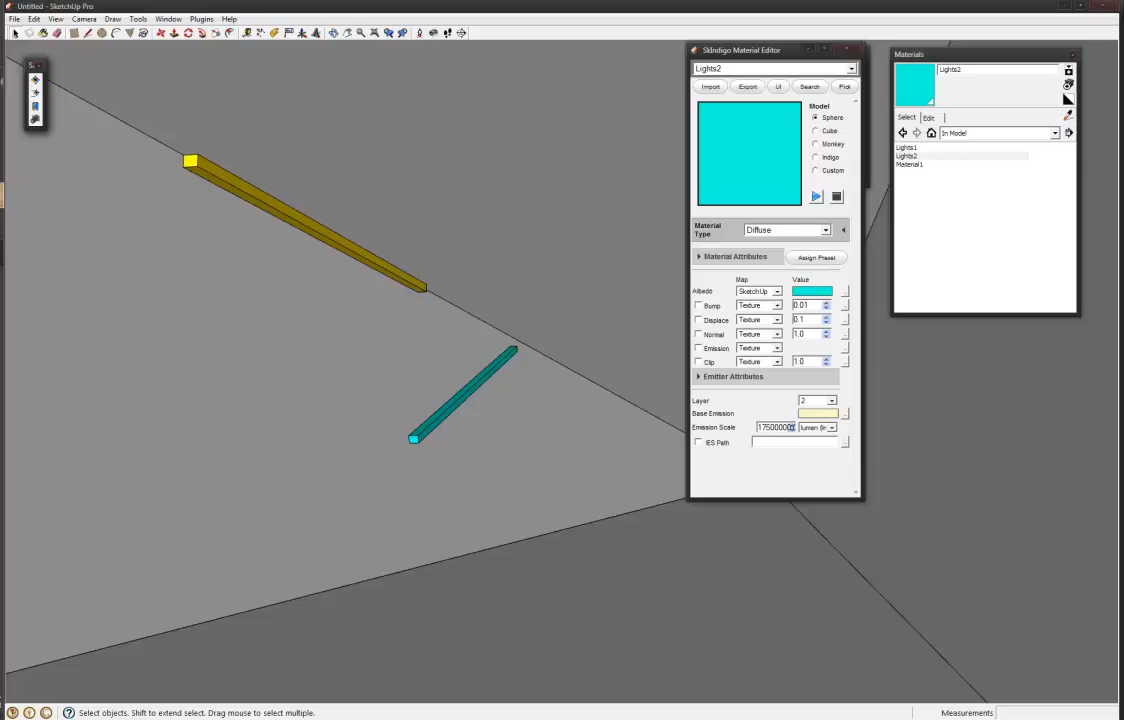 Untitled - SketchUp Pro
File Edit View Camera Draw Tools Window Plugins Help
S..
SkIndigo Material Editor
Lights2
Import Export UI Search Pick
Model
Sphere
Cube
Monkey
Indigo
Custom
Material Type Diffuse
Material Attributes Assign Preset
Map Value
Albedo SketchUp
Bump Texture 0.01
Displace Texture 0.1
Normal Texture 1.0
Emission Texture
Clip Texture 1.0
Emitter Attributes
Layer 2
Base Emission
Emission Scale lumen (lm
IES Path
Materials
Lights2
Select Edit
In Model
Lights1
Lights2
Material1
Select objects. Shift to extend select. Drag mouse to select multiple.
Measurements